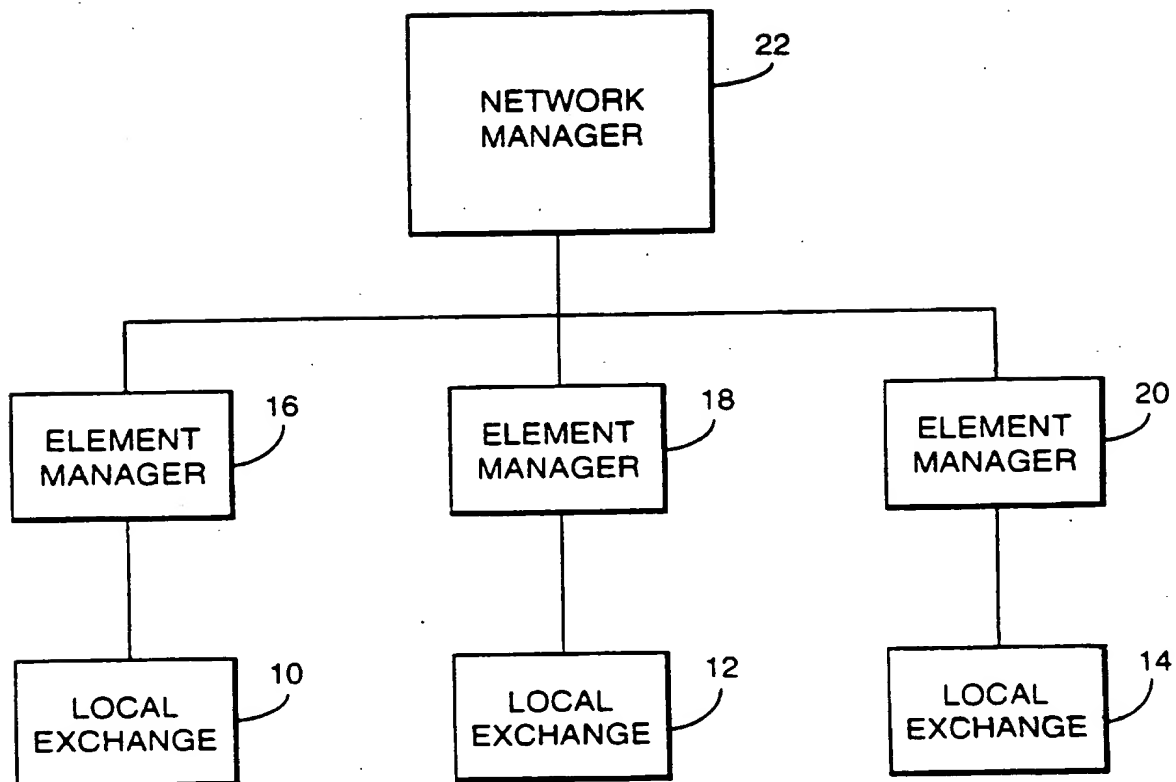 22
NETWORK
MANAGER
16
ELEMENT
MANAGER
18
ELEMENT
MANAGER
20
ELEMENT
MANAGER
10
LOCAL
EXCHANGE
12
LOCAL
EXCHANGE
14
LOCAL
EXCHANGE